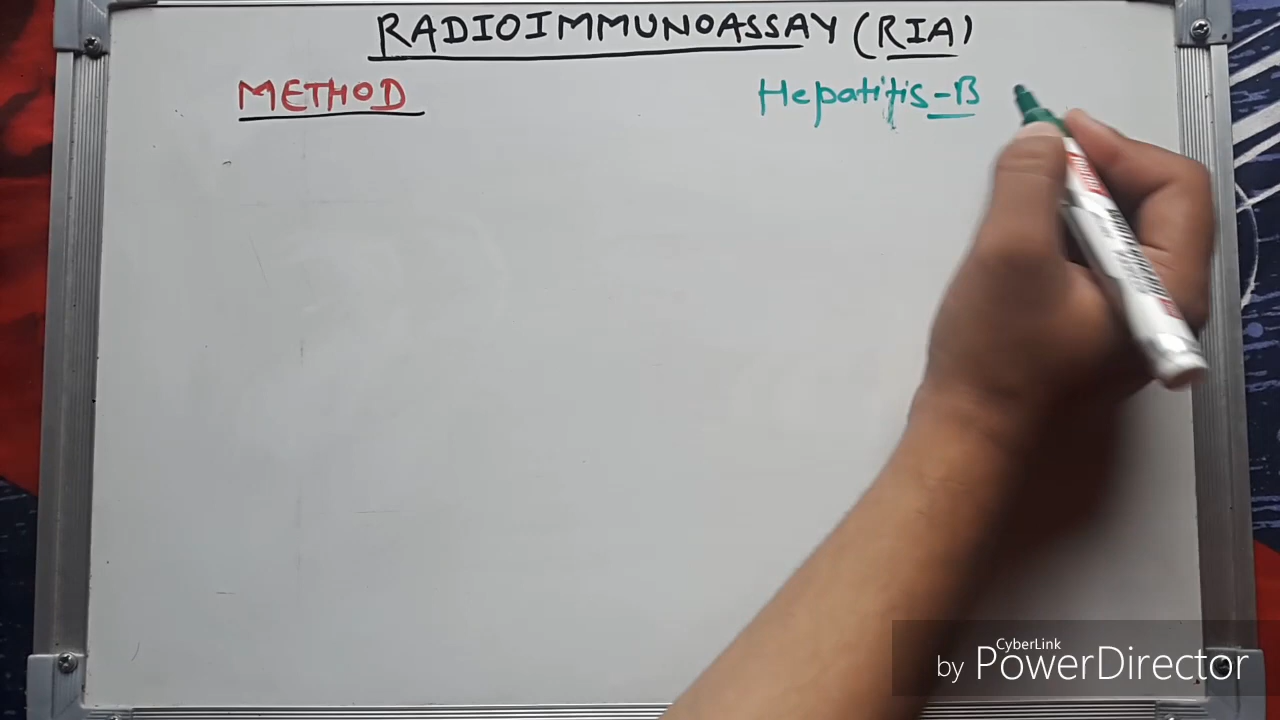 RADIOIMMUNOASSAY (RIA)
METHOD
Hepatitis-B
CyberLink
by PowerDirector